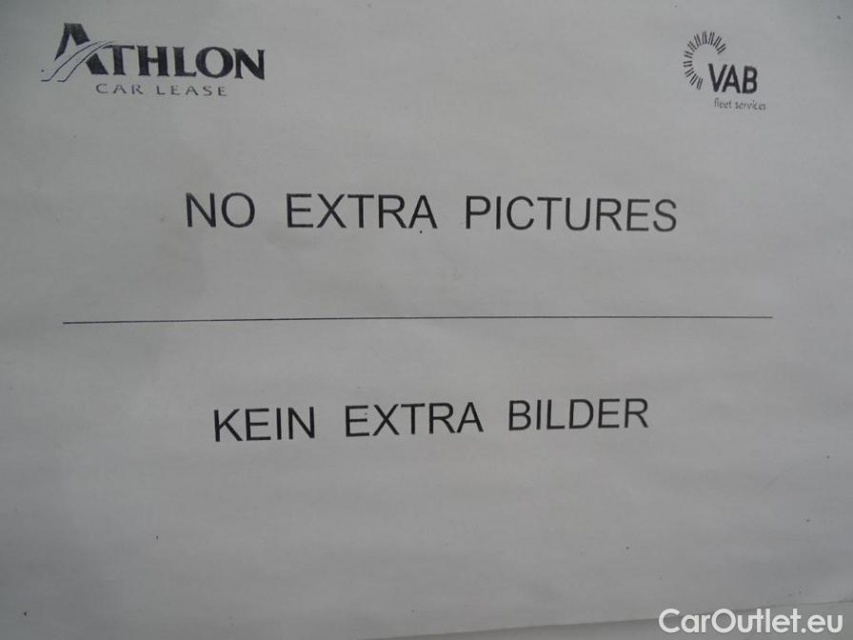 ATHLON
CAR LEASE
VAB
fleet services
NO EXTRA PICTURES
KEIN EXTRA BILDER
CarOutlet.eu